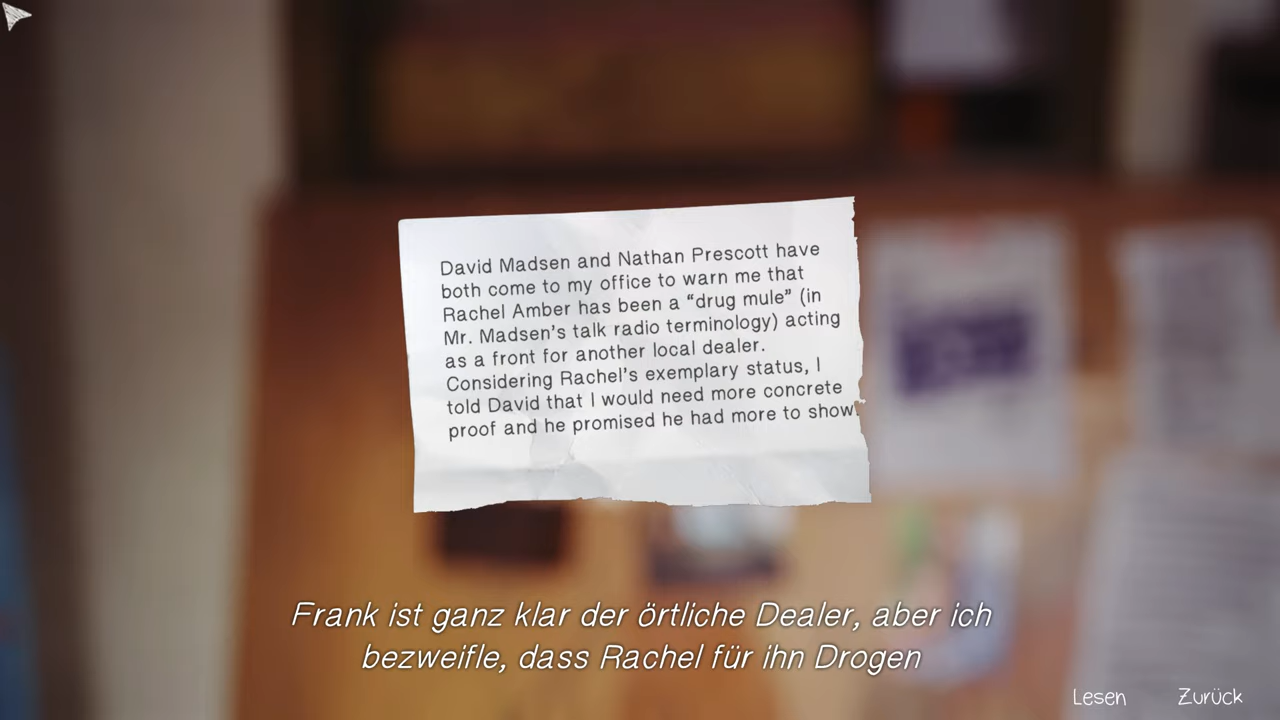 David Madsen and Nathan Prescott have
both come to my office to warn me that
Rachel Amber has been a “drug mule” (in
Mr. Madsen’s talk radio terminology) acting
as a front for another local dealer.
Considering Rachel’s exemplary status, I
told David that I would need more concrete
proof and he promised he had more to show.
Frank ist ganz klar der örtliche Dealer, aber ich
bezweifle, dass Rachel für ihn Drogen
Lesen Zurück